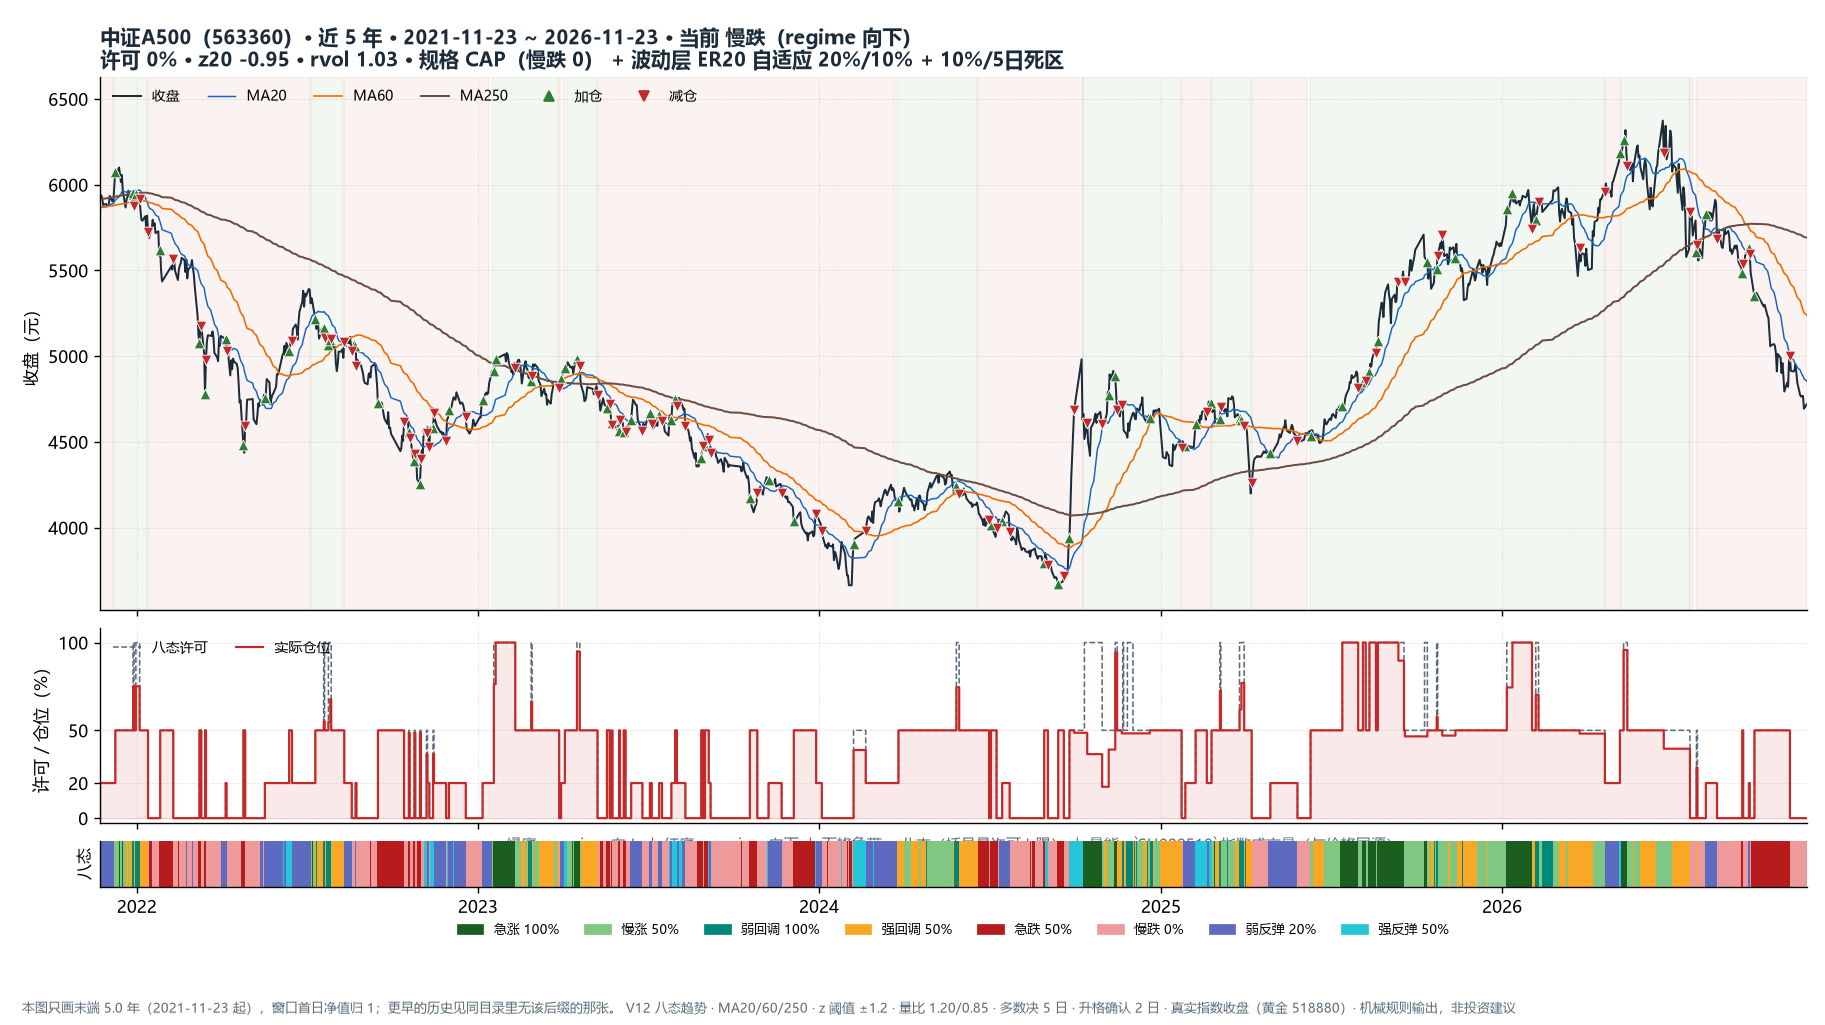 中证A500（563360）• 近 5 年 • 2021-11-23 ~ 2026-11-23 • 当前 慢跌（regime 向下）
许可 0% • z20 -0.95 • rvol 1.03 • 规格 CAP（慢跌 0） + 波动层 ER20 自适应 20%/10% + 10%/5日死区
收盘 MA20 MA60 MA250 加仓 减仓
6500
6000
5500
5000
4500
4000
收盘（元）
八态许可 实际仓位
100
50
20
0
许可 / 仓位（%）
八态
2022 2023 2024 2025 2026
急涨 100% 慢涨 50% 弱回调 100% 强回调 50% 急跌 50% 慢跌 0% 弱反弹 20% 强反弹 50%
本图只画末端 5.0 年（2021-11-23 起），窗口首日净值归 1；更早的历史见同目录里无该后缀的那张。 V12 八态趋势 · MA20/60/250 · z 阈值 ±1.2 · 量比 1.20/0.85 · 多数决 5 日 · 升格确认 2 日 · 真实指数收盘（黄金 518880）· 机械规则输出，非投资建议